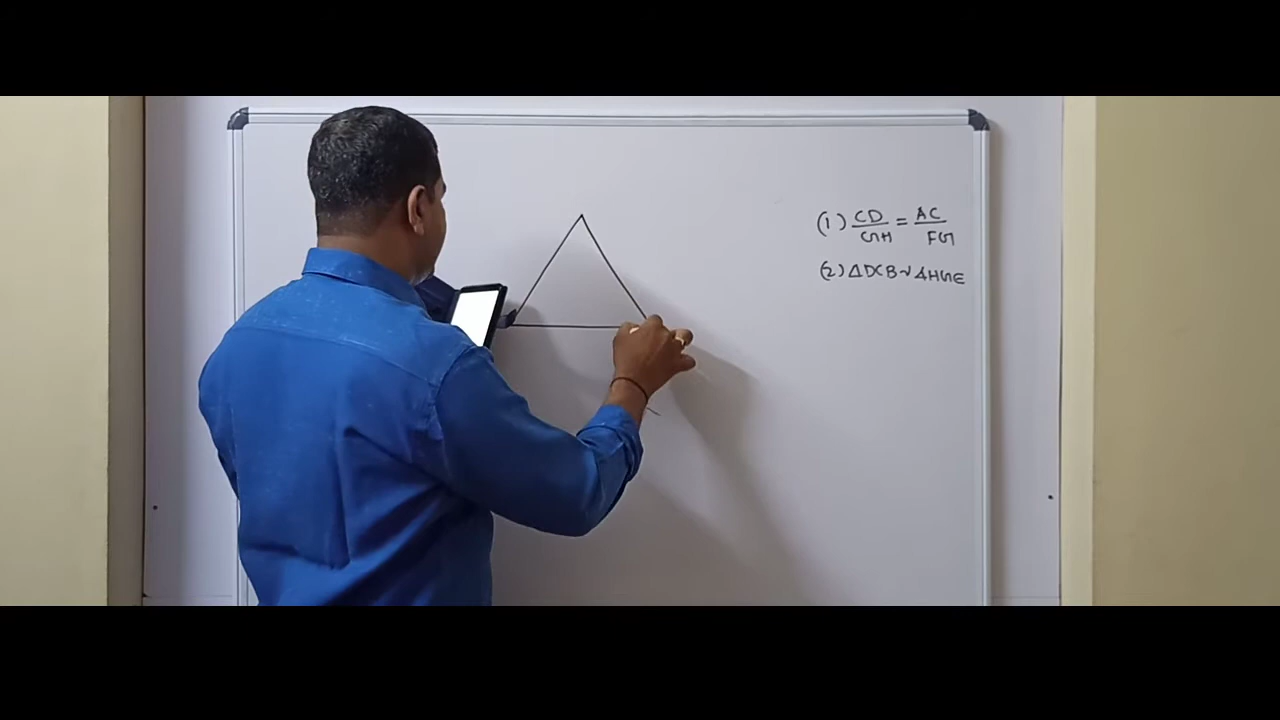 (1) CD/GH = AC/FG
(2) ΔDCB ~ ΔHGE